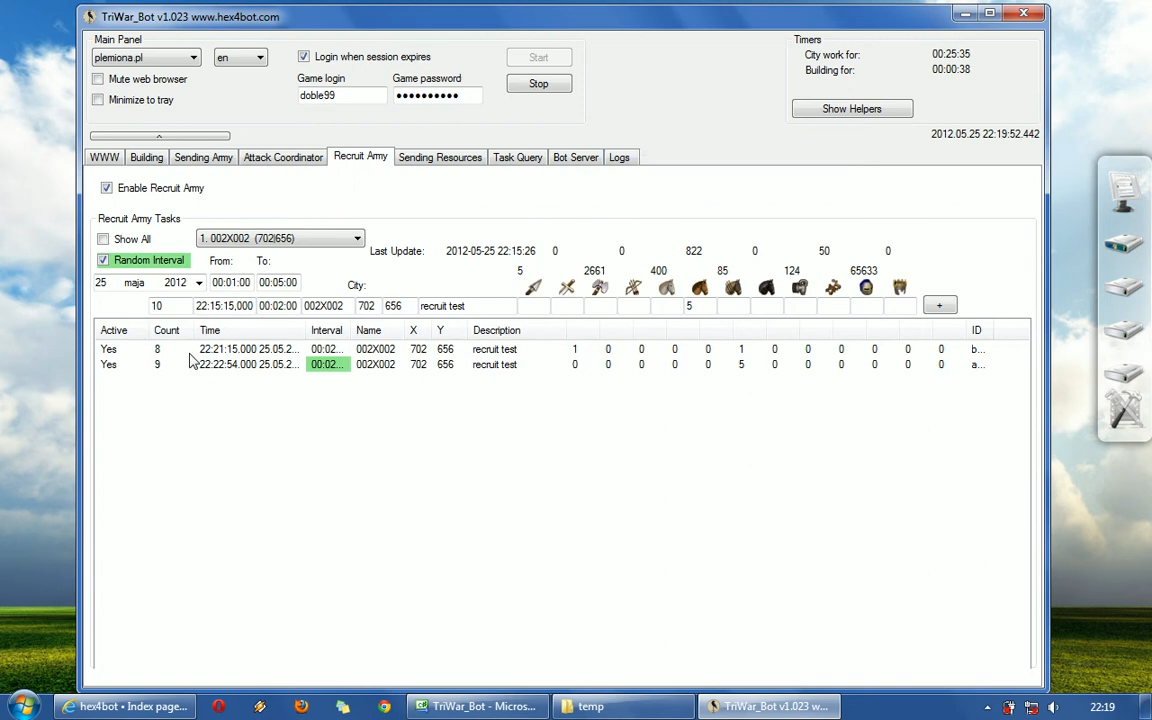 TriWar_Bot v1.023 www.hex4bot.com
Main Panel
plemiona.pl en
Login when session expires
Start
Mute web browser
Game login Game password
Stop
Minimize to tray
doble99 ••••••••••
Timers
City work for: 00:25:35
Building for: 00:00:38
Show Helpers
2012.05.25 22:19:52.442
WWW Building Sending Army Attack Coordinator Recruit Army Sending Resources Task Query Bot Server Logs
Enable Recruit Army
Recruit Army Tasks
Show All 1. 002X002 (702|656)
Last Update: 2012-05-25 22:15:26 0 0 822 0 50 0
Random Interval From: To:
5 2661 400 85 124 65633
25 maja 2012 00:01:00 00:05:00 City:
10 22:15:15,000 00:02:00 002X002 702 656 recruit test 5 +
Active Count Time Interval Name X Y Description ID
Yes 8 22:21:15.000 25.05.2... 00:02... 002X002 702 656 recruit test 1 0 0 0 0 1 0 0 0 0 0 0 b...
Yes 9 22:22:54.000 25.05.2... 00:02... 002X002 702 656 recruit test 0 0 0 0 0 5 0 0 0 0 0 0 a...
hex4bot • Index page... TriWar_Bot - Micros... temp TriWar_Bot v1.023 w... 22:19